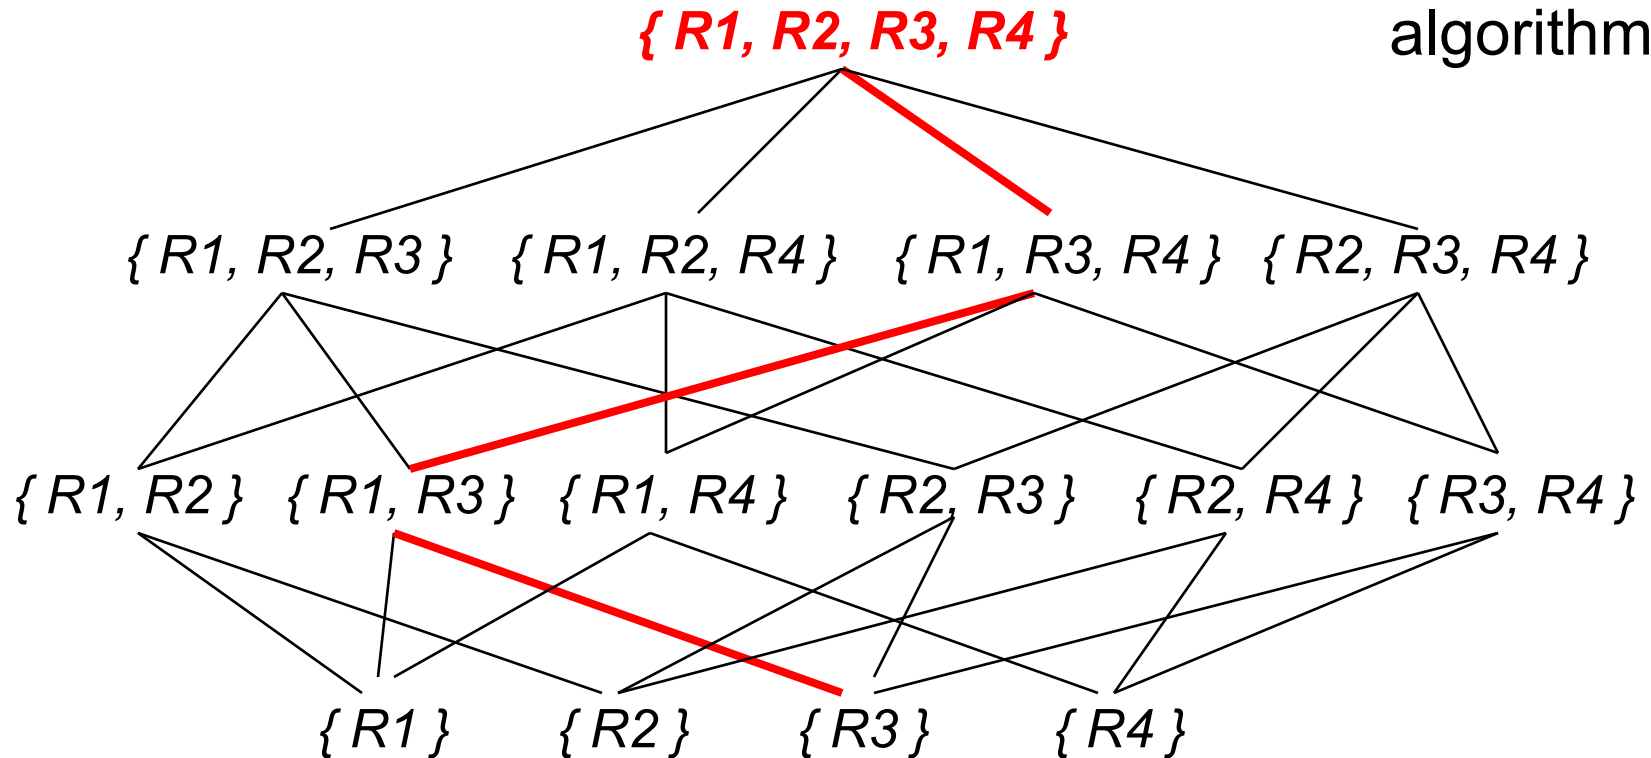 { R1, R2, R3, R4 }
algorithm
{ R1, R2, R3 } { R1, R2, R4 } { R1, R3, R4 } { R2, R3, R4 }
{ R1, R2 } { R1, R3 } { R1, R4 } { R2, R3 } { R2, R4 } { R3, R4 }
{ R1 } { R2 } { R3 } { R4 }